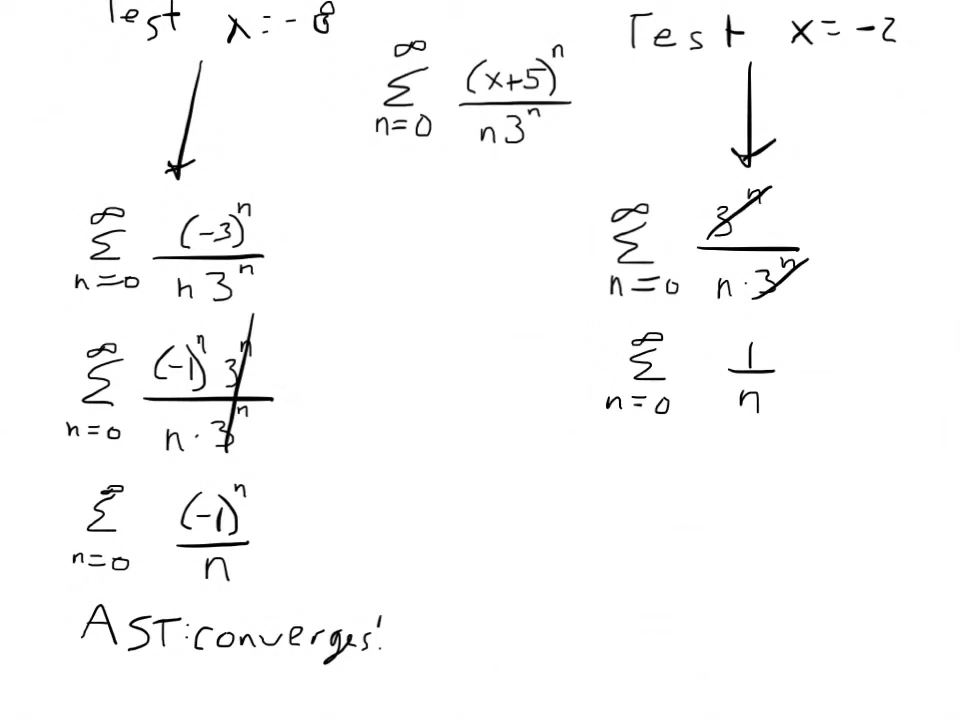 Test x=-8
∞ Σ n=0 (x+5)^n / n3^n
Test x=-2
∞ Σ n=0 (-3)^n / n3^n
∞ Σ n=0 (-1)^n 3^n / n·3^n
∞ Σ n=0 (-1)^n / n
AST:converges!
∞ Σ n=0 3^n / n·3^n
∞ Σ n=0 1 / n